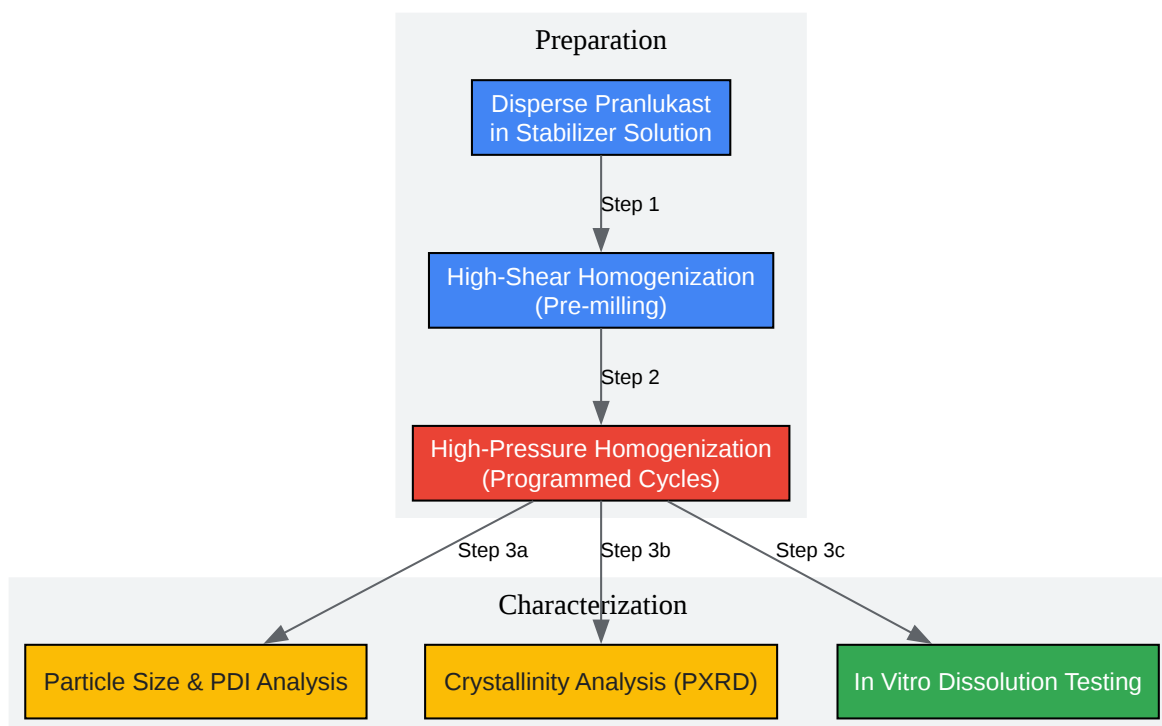 Preparation
Disperse Pranlukast
in Stabilizer Solution
Step 1
High-Shear Homogenization
(Pre-milling)
Step 2
High-Pressure Homogenization
(Programmed Cycles)
Step 3a
Step 3b
Step 3c
Characterization
Particle Size & PDI Analysis
Crystallinity Analysis (PXRD)
In Vitro Dissolution Testing